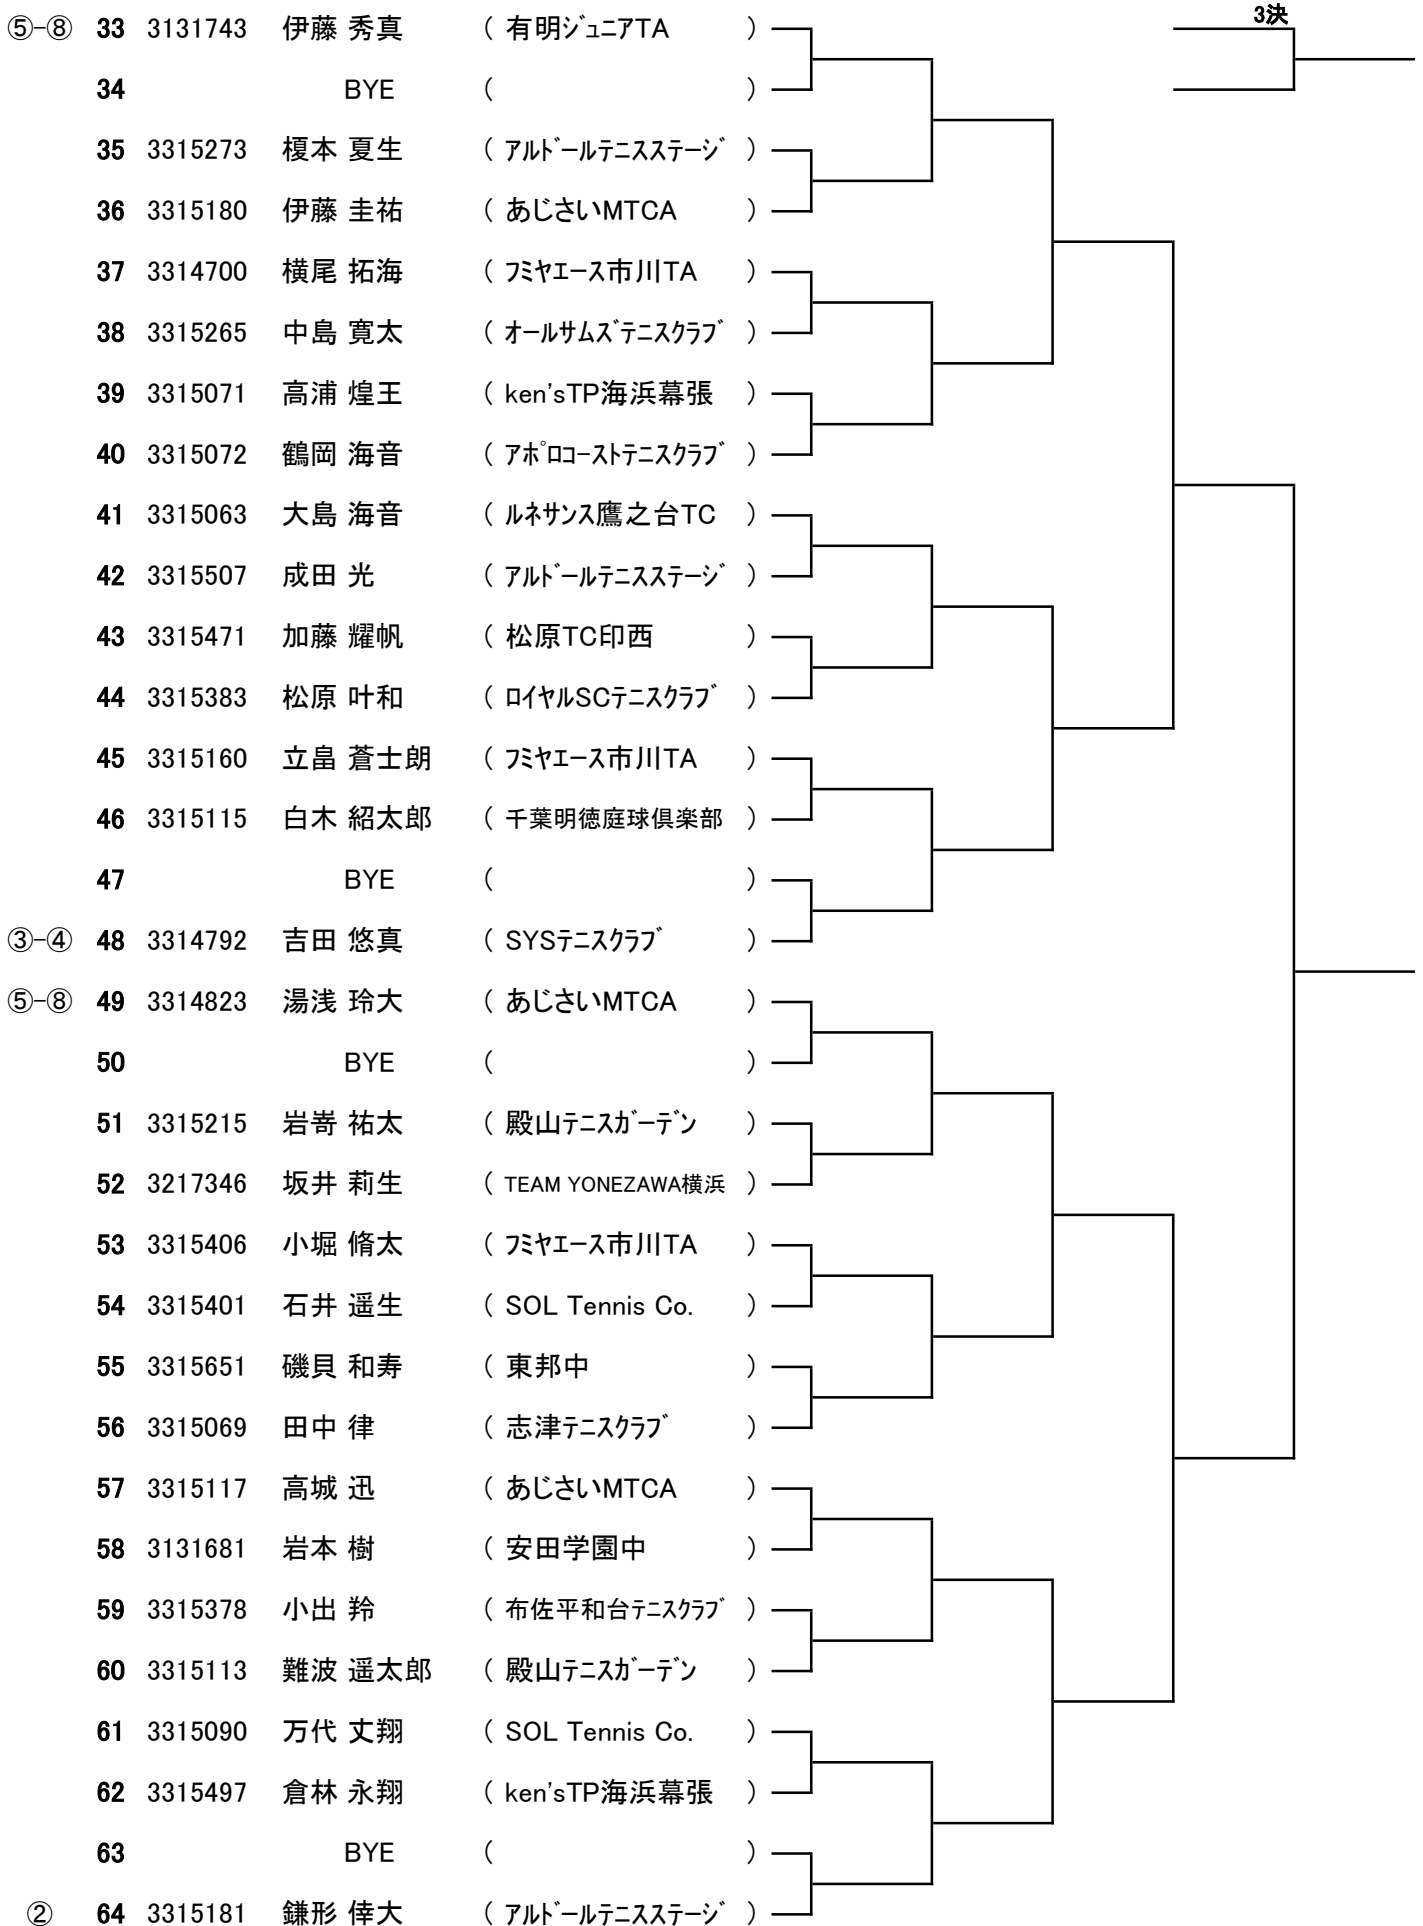 3決
⑤-⑧ 33 3131743 伊藤 秀真 ( 有明ｼﾞｭﾆｱTA )
34 BYE ( )
35 3315273 榎本 夏生 ( ｱﾙﾄﾞｰﾙﾃﾆｽｽﾃｰｼﾞ )
36 3315180 伊藤 圭祐 ( あじさいMTCA )
37 3314700 横尾 拓海 ( ﾌﾐﾔｴｰｽ市川TA )
38 3315265 中島 寛太 ( ｵｰﾙｻﾑｽﾞﾃﾆｽｸﾗﾌﾞ )
39 3315071 高浦 煌王 ( ken'sTP海浜幕張 )
40 3315072 鶴岡 海音 ( ｱﾎﾟﾛｺｰｽﾄﾃﾆｽｸﾗﾌﾞ )
41 3315063 大島 海音 ( ﾙﾈｻﾝｽ鷹之台TC )
42 3315507 成田 光 ( ｱﾙﾄﾞｰﾙﾃﾆｽｽﾃｰｼﾞ )
43 3315471 加藤 耀帆 ( 松原TC印西 )
44 3315383 松原 叶和 ( ﾛｲﾔﾙSCﾃﾆｽｸﾗﾌﾞ )
45 3315160 立畠 蒼士朗 ( ﾌﾐﾔｴｰｽ市川TA )
46 3315115 白木 紹太郎 ( 千葉明徳庭球倶楽部 )
47 BYE ( )
③-④ 48 3314792 吉田 悠真 ( SYSﾃﾆｽｸﾗﾌﾞ )
⑤-⑧ 49 3314823 湯浅 玲大 ( あじさいMTCA )
50 BYE ( )
51 3315215 岩嵜 祐太 ( 殿山ﾃﾆｽｶﾞｰﾃﾞﾝ )
52 3217346 坂井 莉生 ( TEAM YONEZAWA横浜 )
53 3315406 小堀 脩太 ( ﾌﾐﾔｴｰｽ市川TA )
54 3315401 石井 遥生 ( SOL Tennis Co. )
55 3315651 磯貝 和寿 ( 東邦中 )
56 3315069 田中 律 ( 志津ﾃﾆｽｸﾗﾌﾞ )
57 3315117 高城 迅 ( あじさいMTCA )
58 3131681 岩本 樹 ( 安田学園中 )
59 3315378 小出 羚 ( 布佐平和台ﾃﾆｽｸﾗﾌﾞ )
60 3315113 難波 遥太郎 ( 殿山ﾃﾆｽｶﾞｰﾃﾞﾝ )
61 3315090 万代 丈翔 ( SOL Tennis Co. )
62 3315497 倉林 永翔 ( ken'sTP海浜幕張 )
63 BYE ( )
② 64 3315181 鎌形 倖大 ( ｱﾙﾄﾞｰﾙﾃﾆｽｽﾃｰｼﾞ )